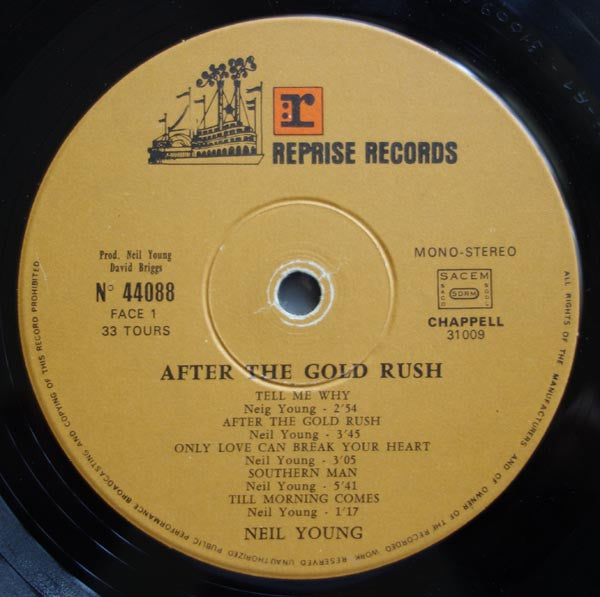 r
REPRISE RECORDS
Prod. Neil Young
David Briggs
N° 44088
FACE 1
33 TOURS
MONO-STEREO
SACEM
SACD SDRM SGDL
CHAPPELL
31009
AFTER THE GOLD RUSH
TELL ME WHY
Neig Young - 2'54
AFTER THE GOLD RUSH
Neil Young - 3'45
ONLY LOVE CAN BREAK YOUR HEART
Neil Young - 3'05
SOUTHERN MAN
Neil Young - 5'41
TILL MORNING COMES
Neil Young - 1'17
NEIL YOUNG
ALL RIGHTS OF THE MANUFACTURERS AND OF OWNER OF THE RECORDED WORK RESERVED UNAUTHORIZED PUBLIC PERFORMANCE BROADCASTING AND COPYING OF THIS RECORD PROHIBITED